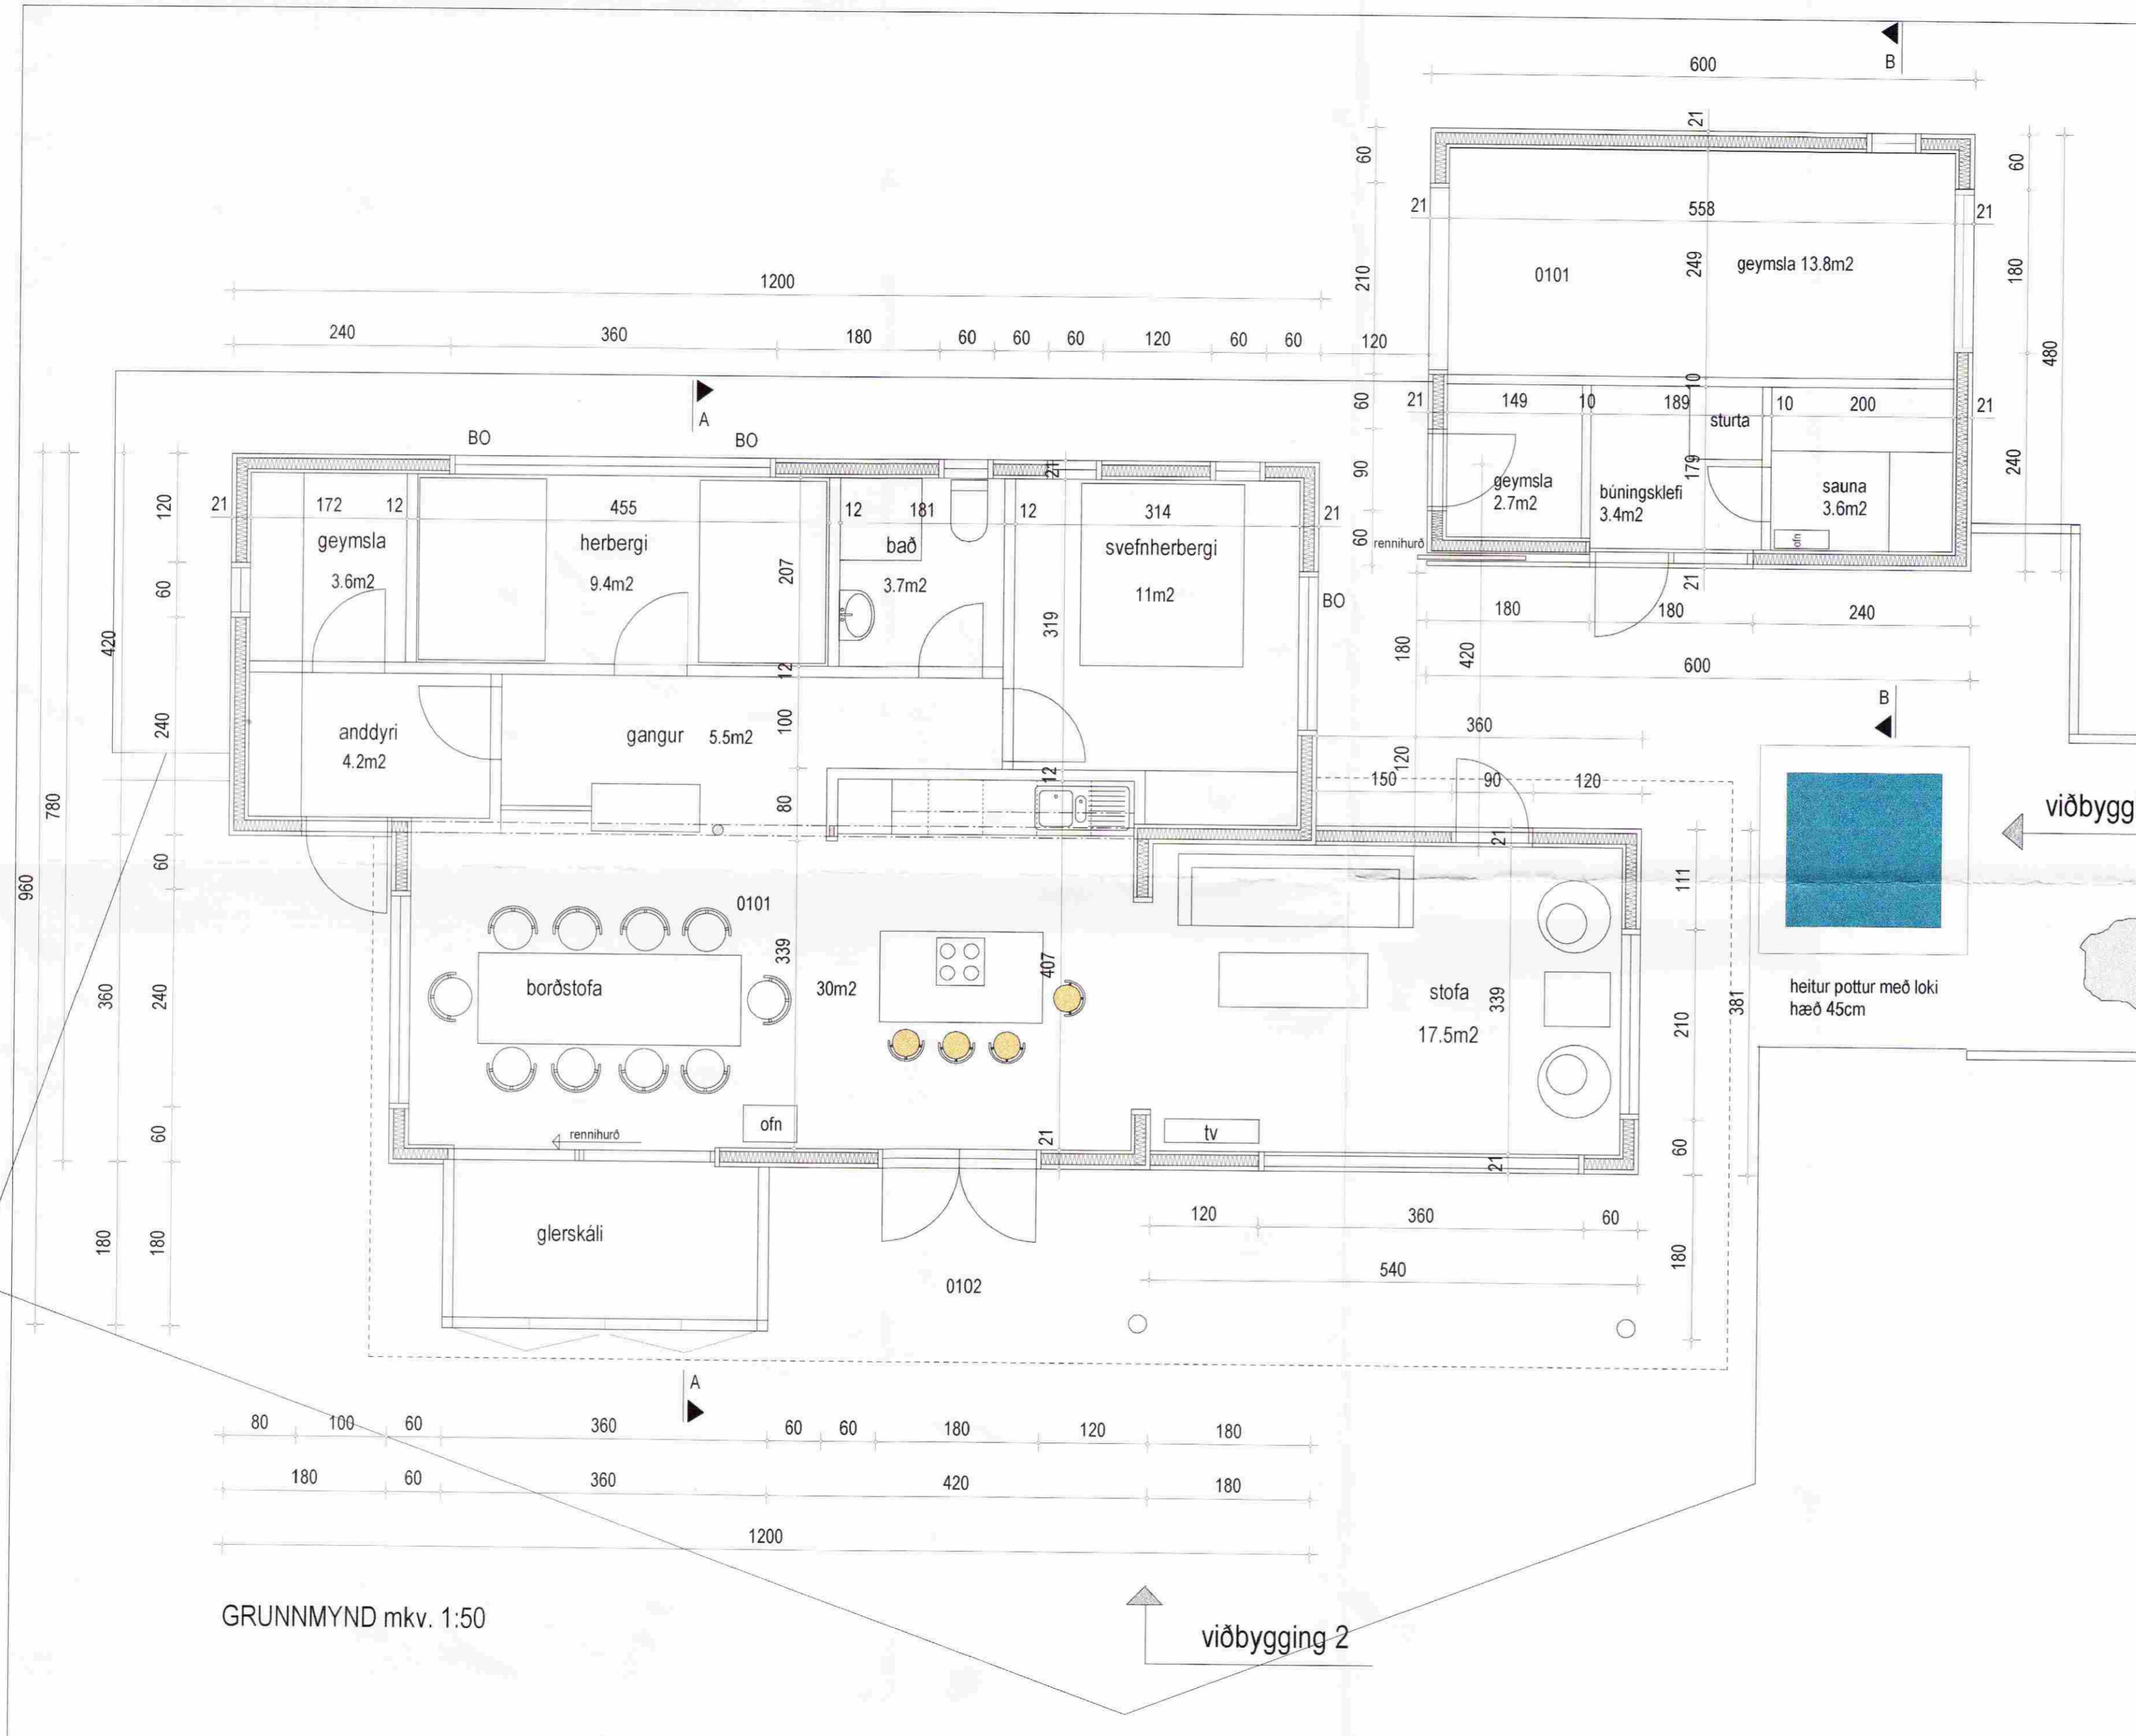 B
600
21
60
60
21
558
21
249
geymsla 13.8m2
0101
210
180
480
1200
240
360
180
60
60
60
120
60
60
120
10
60
21
149
10
189
10
200
21
sturta
A
BO
BO
90
179
240
geymsla
2.7m2
búningsklefi
3.4m2
sauna
3.6m2
ofn
60
rennihurð
21
180
180
240
600
180
420
B
21
120
21
172
12
455
12
181
12
314
21
geymsla
3.6m2
herbergi
9.4m2
207
bað
3.7m2
svefnherbergi
11m2
BO
60
420
319
12
240
anddyri
4.2m2
gangur 5.5m2
100
12
80
780
360
120
150
90
120
21
viðbygg
960
60
111
0101
339
407
borðstofa
30m2
stofa
17.5m2
339
360
240
210
381
heitur pottur með loki
hæð 45cm
ofn
rennihurð
tv
60
21
21
60
120
360
60
glerskáli
180
180
180
540
0102
A
80
100
60
360
60
60
180
120
180
180
60
360
420
180
1200
GRUNNMYND mkv. 1:50
viðbygging 2